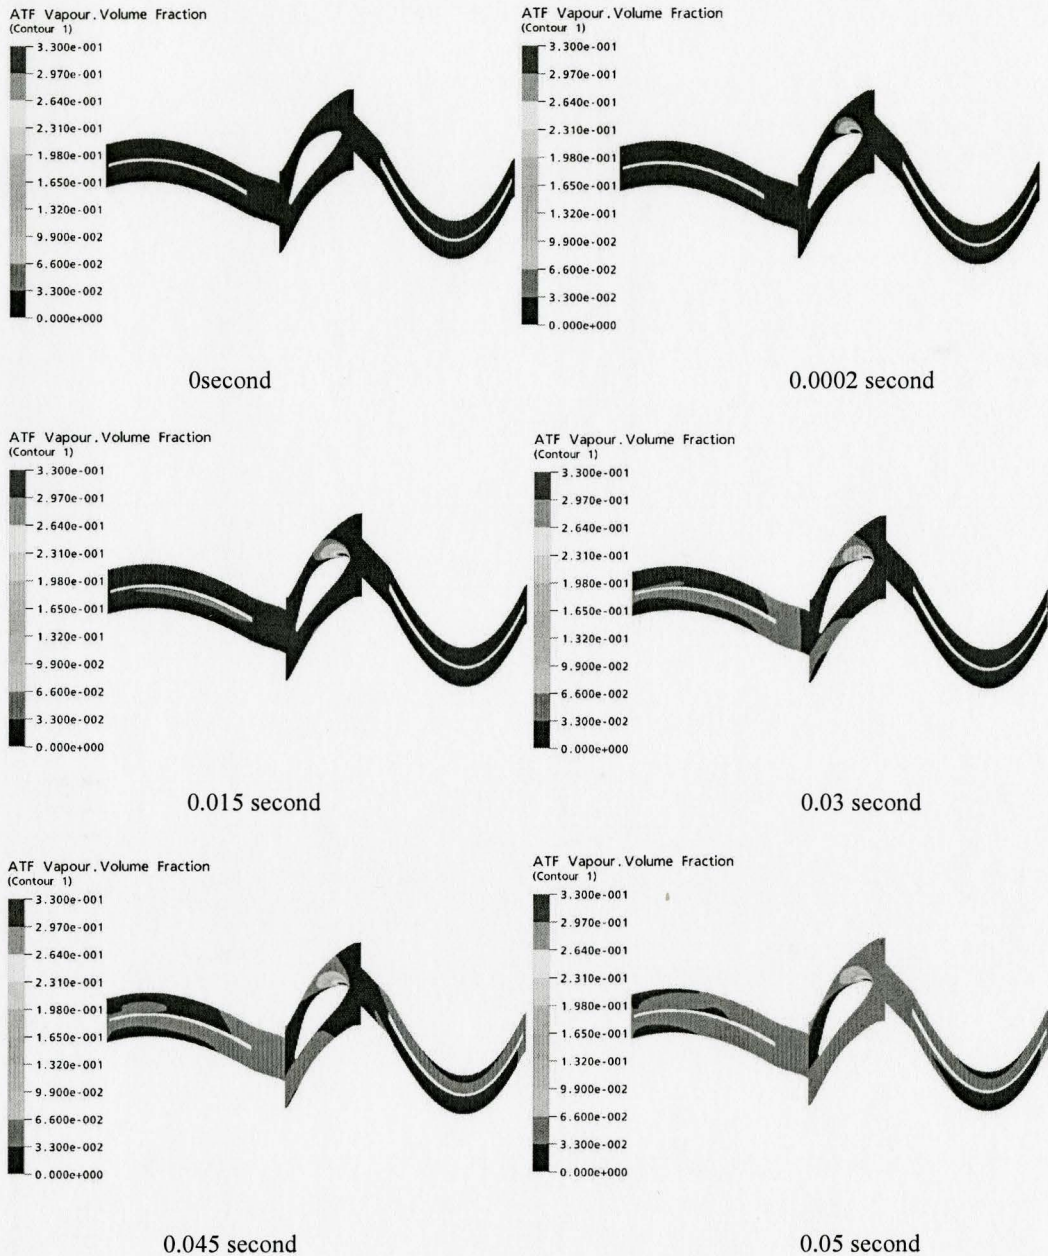 ATF Vapour.Volume Fraction
(Contour 1)
3.300e-001
2.970e-001
2.640e-001
2.310e-001
1.980e-001
1.650e-001
1.320e-001
9.900e-002
6.600e-002
3.300e-002
0.000e+000
0second
ATF Vapour.Volume Fraction
(Contour 1)
3.300e-001
2.970e-001
2.640e-001
2.310e-001
1.980e-001
1.650e-001
1.320e-001
9.900e-002
6.600e-002
3.300e-002
0.000e+000
0.0002 second
ATF Vapour.Volume Fraction
(Contour 1)
3.300e-001
2.970e-001
2.640e-001
2.310e-001
1.980e-001
1.650e-001
1.320e-001
9.900e-002
6.600e-002
3.300e-002
0.000e+000
0.015 second
ATF Vapour.Volume Fraction
(Contour 1)
3.300e-001
2.970e-001
2.640e-001
2.310e-001
1.980e-001
1.650e-001
1.320e-001
9.900e-002
6.600e-002
3.300e-002
0.000e+000
0.03 second
ATF Vapour.Volume Fraction
(Contour 1)
3.300e-001
2.970e-001
2.640e-001
2.310e-001
1.980e-001
1.650e-001
1.320e-001
9.900e-002
6.600e-002
3.300e-002
0.000e+000
0.045 second
ATF Vapour.Volume Fraction
(Contour 1)
3.300e-001
2.970e-001
2.640e-001
2.310e-001
1.980e-001
1.650e-001
1.320e-001
9.900e-002
6.600e-002
3.300e-002
0.000e+000
0.05 second